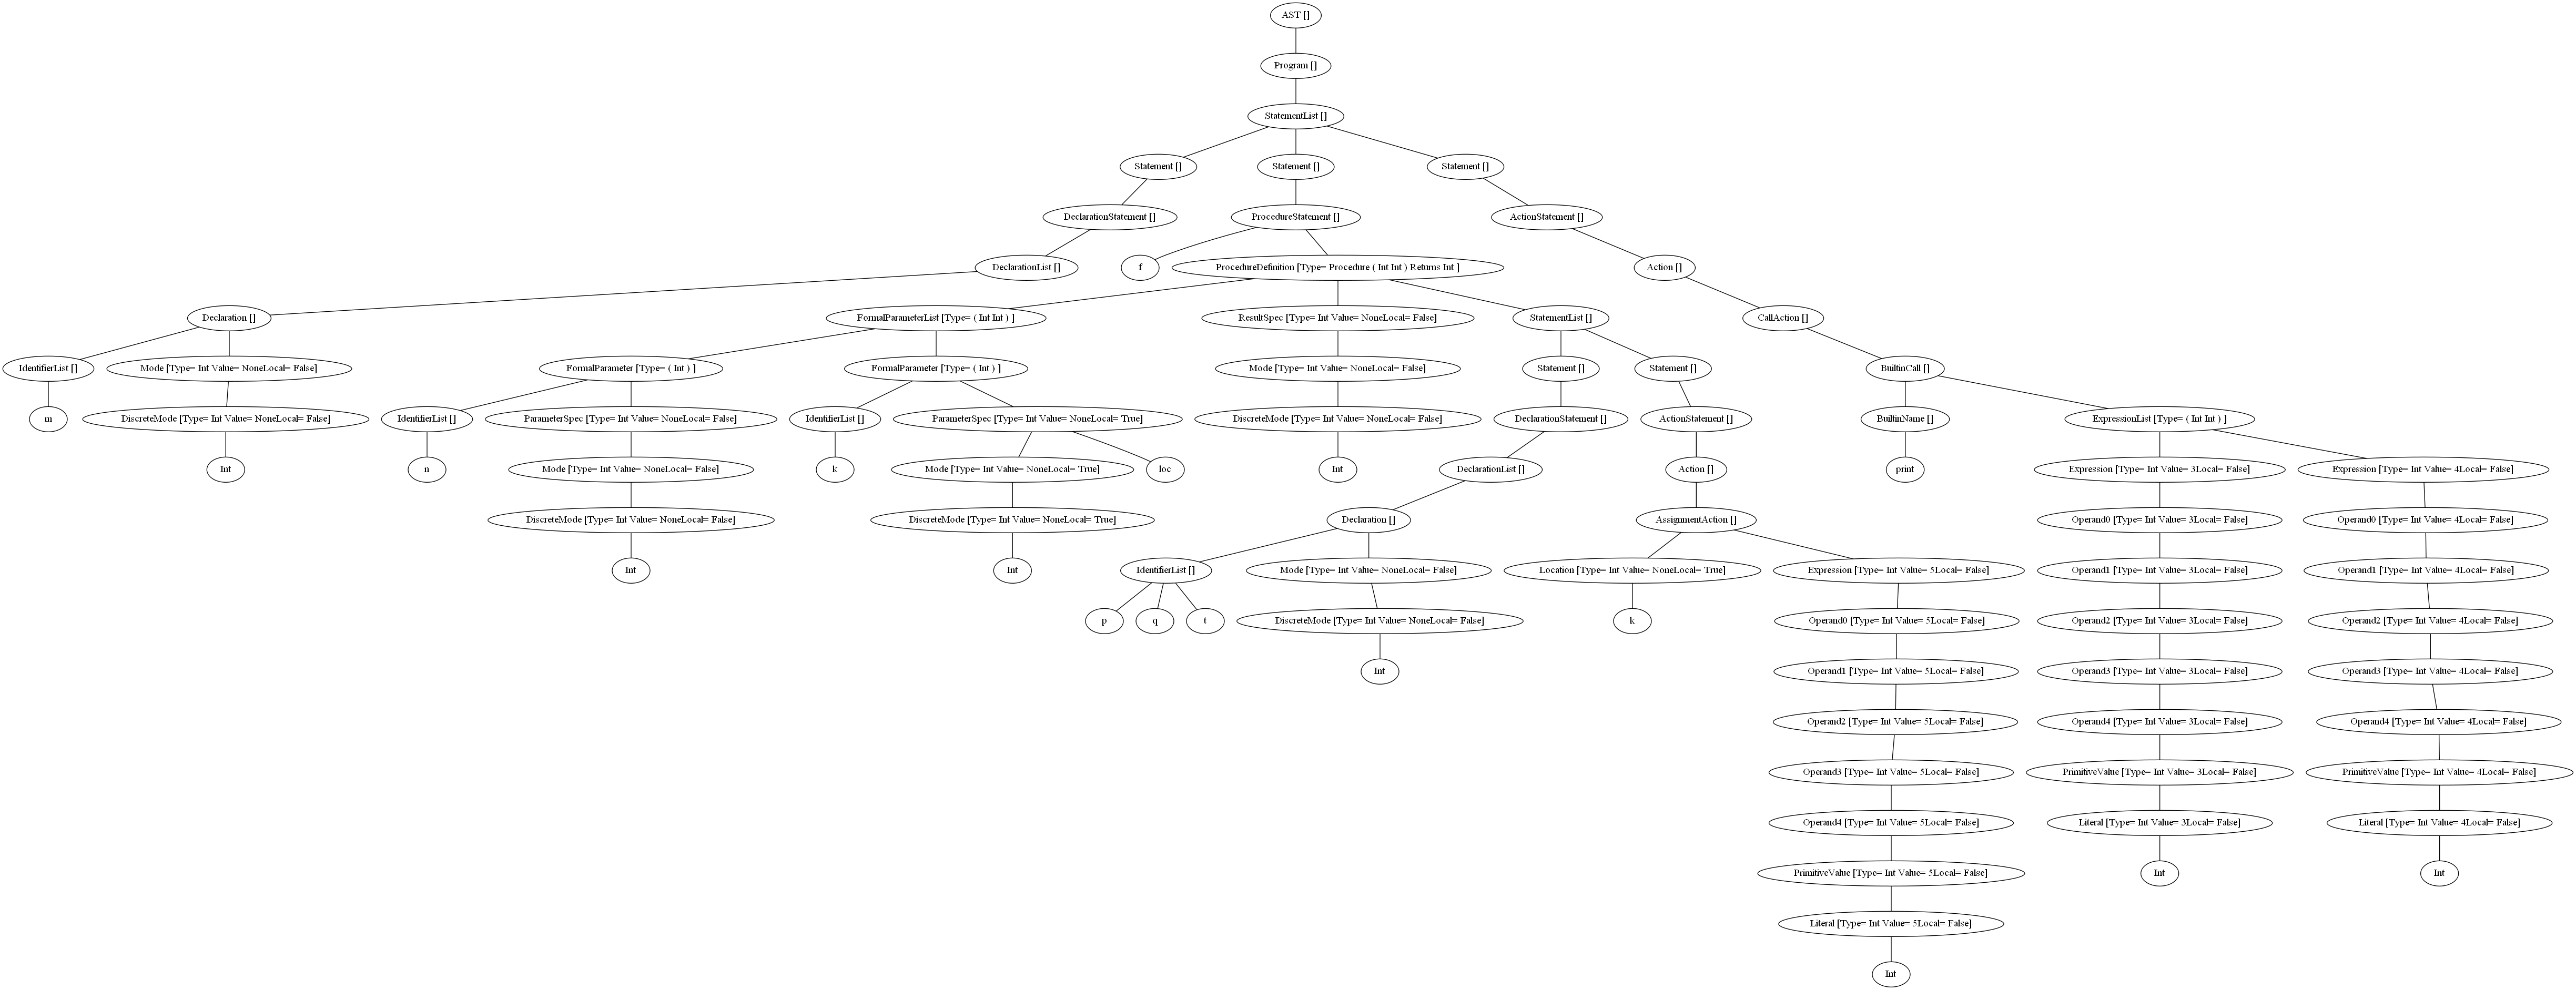 AST []
Program []
StatementList []
Statement []
Statement []
Statement []
DeclarationStatement []
ProcedureStatement []
ActionStatement []
DeclarationList []
f
ProcedureDefinition [Type= Procedure ( Int Int ) Returns Int ]
Action []
Declaration []
FormalParameterList [Type= ( Int Int ) ]
ResultSpec [Type= Int Value= NoneLocal= False]
StatementList []
CallAction []
IdentifierList []
Mode [Type= Int Value= NoneLocal= False]
FormalParameter [Type= ( Int ) ]
FormalParameter [Type= ( Int ) ]
Mode [Type= Int Value= NoneLocal= False]
Statement []
Statement []
BuiltinCall []
m
DiscreteMode [Type= Int Value= NoneLocal= False]
IdentifierList []
ParameterSpec [Type= Int Value= NoneLocal= False]
IdentifierList []
ParameterSpec [Type= Int Value= NoneLocal= True]
DiscreteMode [Type= Int Value= NoneLocal= False]
DeclarationStatement []
ActionStatement []
BuiltinName []
ExpressionList [Type= ( Int Int ) ]
Int
n
Mode [Type= Int Value= NoneLocal= False]
k
Mode [Type= Int Value= NoneLocal= True]
loc
Int
DeclarationList []
Action []
print
Expression [Type= Int Value= 3Local= False]
Expression [Type= Int Value= 4Local= False]
DiscreteMode [Type= Int Value= NoneLocal= False]
DiscreteMode [Type= Int Value= NoneLocal= True]
Declaration []
AssignmentAction []
Operand0 [Type= Int Value= 3Local= False]
Operand0 [Type= Int Value= 4Local= False]
Int
Int
IdentifierList []
Mode [Type= Int Value= NoneLocal= False]
Location [Type= Int Value= NoneLocal= True]
Expression [Type= Int Value= 5Local= False]
Operand1 [Type= Int Value= 3Local= False]
Operand1 [Type= Int Value= 4Local= False]
p
q
t
DiscreteMode [Type= Int Value= NoneLocal= False]
k
Operand0 [Type= Int Value= 5Local= False]
Operand2 [Type= Int Value= 3Local= False]
Operand2 [Type= Int Value= 4Local= False]
Int
Operand1 [Type= Int Value= 5Local= False]
Operand3 [Type= Int Value= 3Local= False]
Operand3 [Type= Int Value= 4Local= False]
Operand2 [Type= Int Value= 5Local= False]
Operand4 [Type= Int Value= 3Local= False]
Operand4 [Type= Int Value= 4Local= False]
Operand3 [Type= Int Value= 5Local= False]
PrimitiveValue [Type= Int Value= 3Local= False]
PrimitiveValue [Type= Int Value= 4Local= False]
Operand4 [Type= Int Value= 5Local= False]
Literal [Type= Int Value= 3Local= False]
Literal [Type= Int Value= 4Local= False]
PrimitiveValue [Type= Int Value= 5Local= False]
Int
Int
Literal [Type= Int Value= 5Local= False]
Int